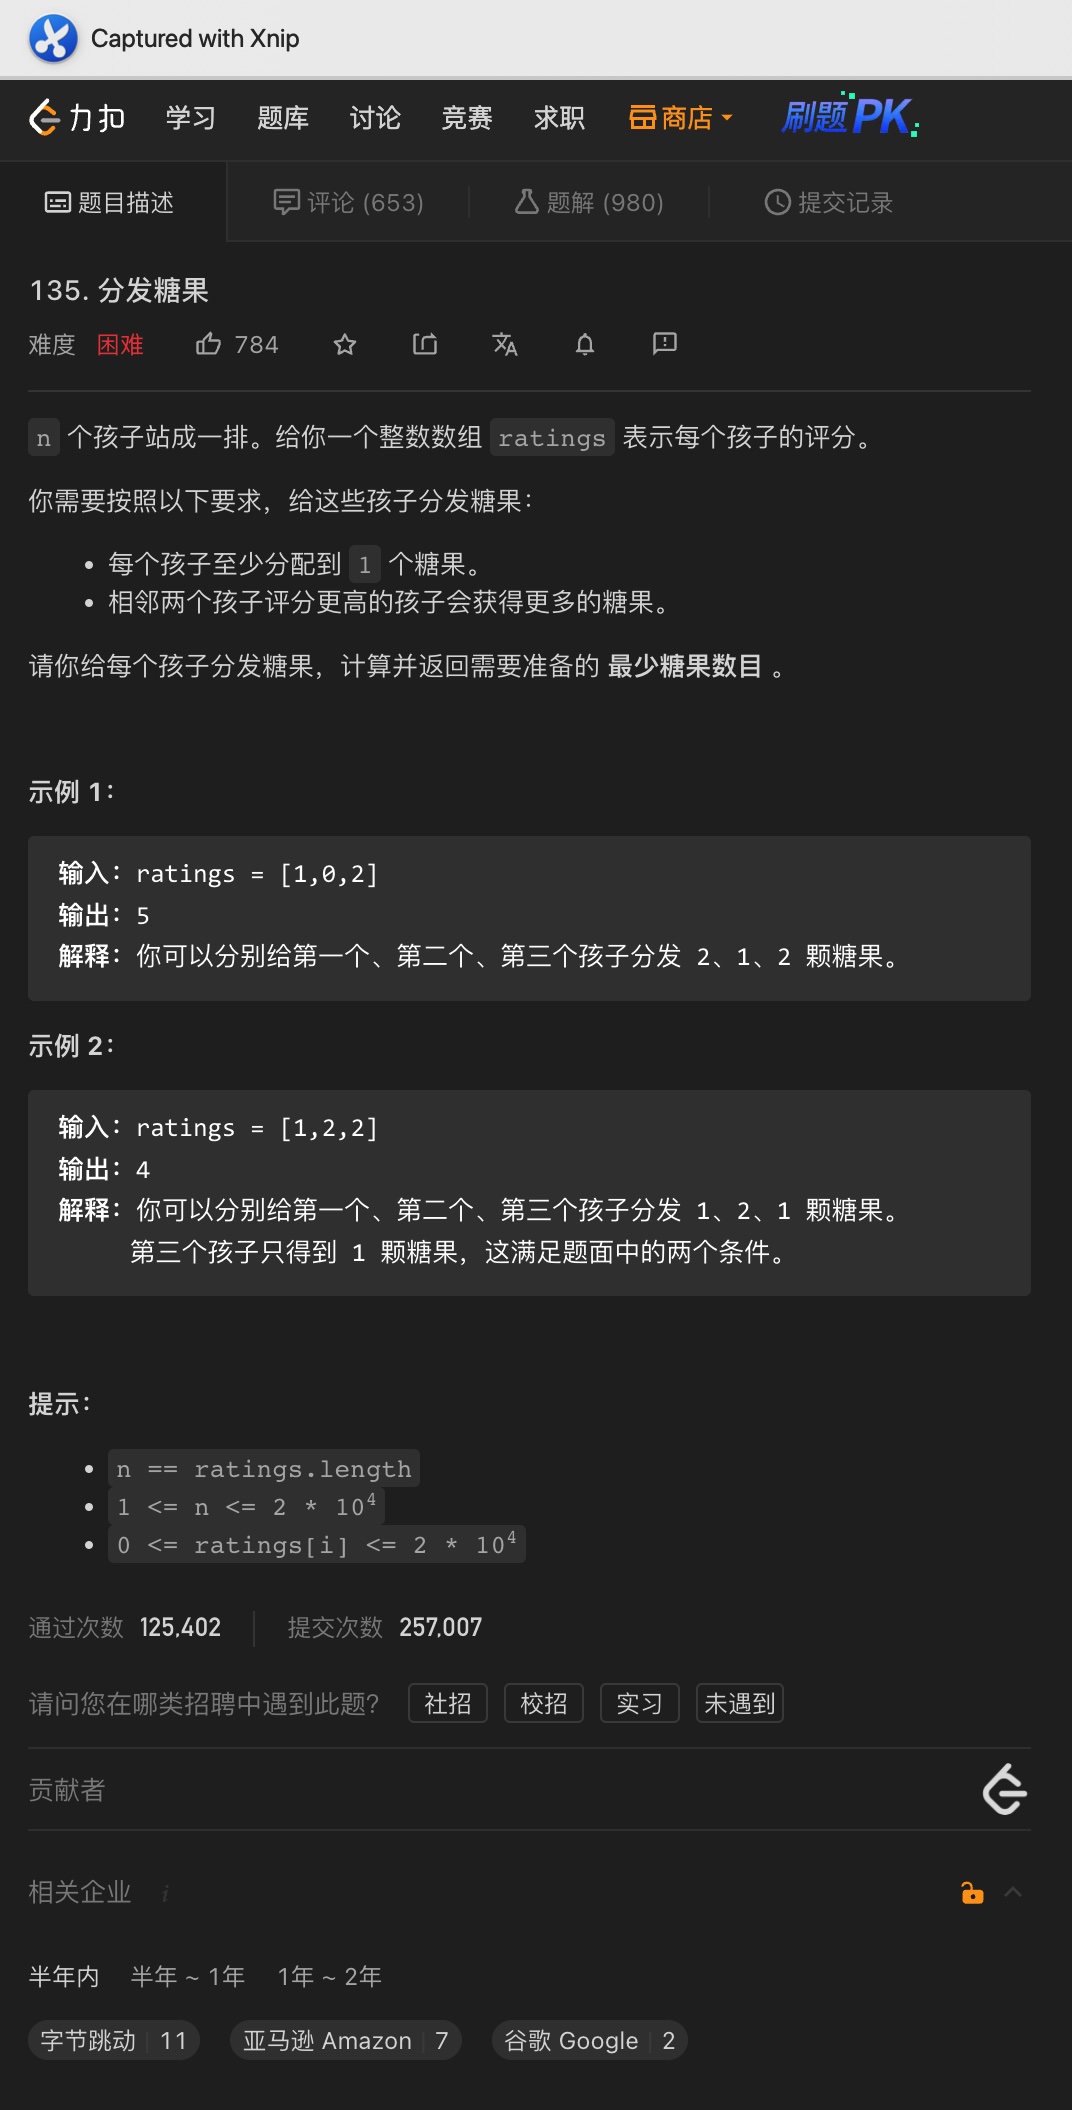 Captured with Xnip
力扣 学习 题库 讨论 竞赛 求职 商店 刷题PK
题目描述 评论 (653) 题解 (980) 提交记录
135. 分发糖果
难度 困难 784
n 个孩子站成一排。给你一个整数数组 ratings 表示每个孩子的评分。
你需要按照以下要求，给这些孩子分发糖果：
• 每个孩子至少分配到 1 个糖果。
• 相邻两个孩子评分更高的孩子会获得更多的糖果。
请你给每个孩子分发糖果，计算并返回需要准备的 最少糖果数目 。
示例 1：
输入：ratings = [1,0,2]
输出：5
解释：你可以分别给第一个、第二个、第三个孩子分发 2、1、2 颗糖果。
示例 2：
输入：ratings = [1,2,2]
输出：4
解释：你可以分别给第一个、第二个、第三个孩子分发 1、2、1 颗糖果。
第三个孩子只得到 1 颗糖果，这满足题面中的两个条件。
提示：
• n == ratings.length
• 1 <= n <= 2 * 10⁴
• 0 <= ratings[i] <= 2 * 10⁴
通过次数 125,402 提交次数 257,007
请问您在哪类招聘中遇到此题？ 社招 校招 实习 未遇到
贡献者
相关企业 i
半年内 半年 ~ 1年 1年 ~ 2年
字节跳动 11 亚马逊 Amazon 7 谷歌 Google 2